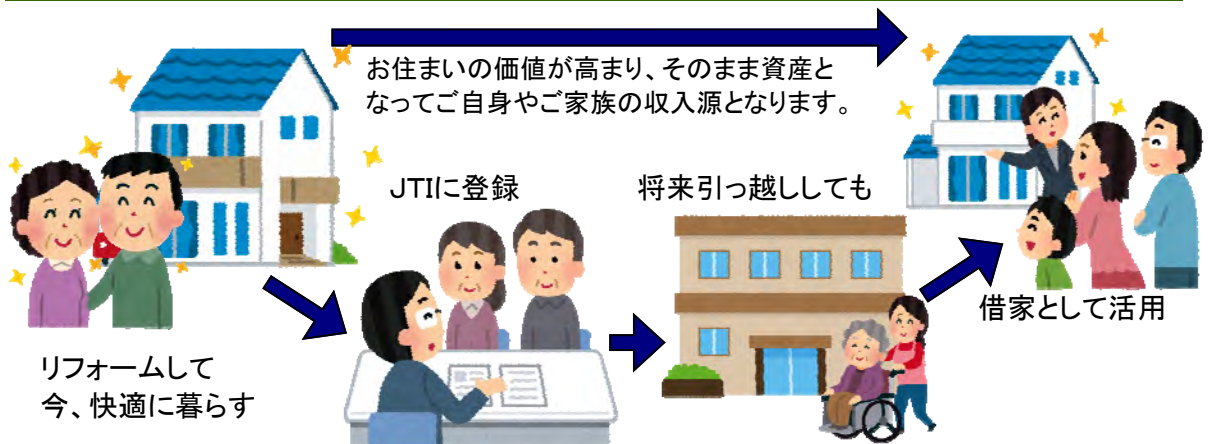 お住まいの価値が高まり、そのまま資産と
なってご自身やご家族の収入源となります。
JTIに登録
将来引っ越ししても
借家として活用
リフォームして
今、快適に暮らす